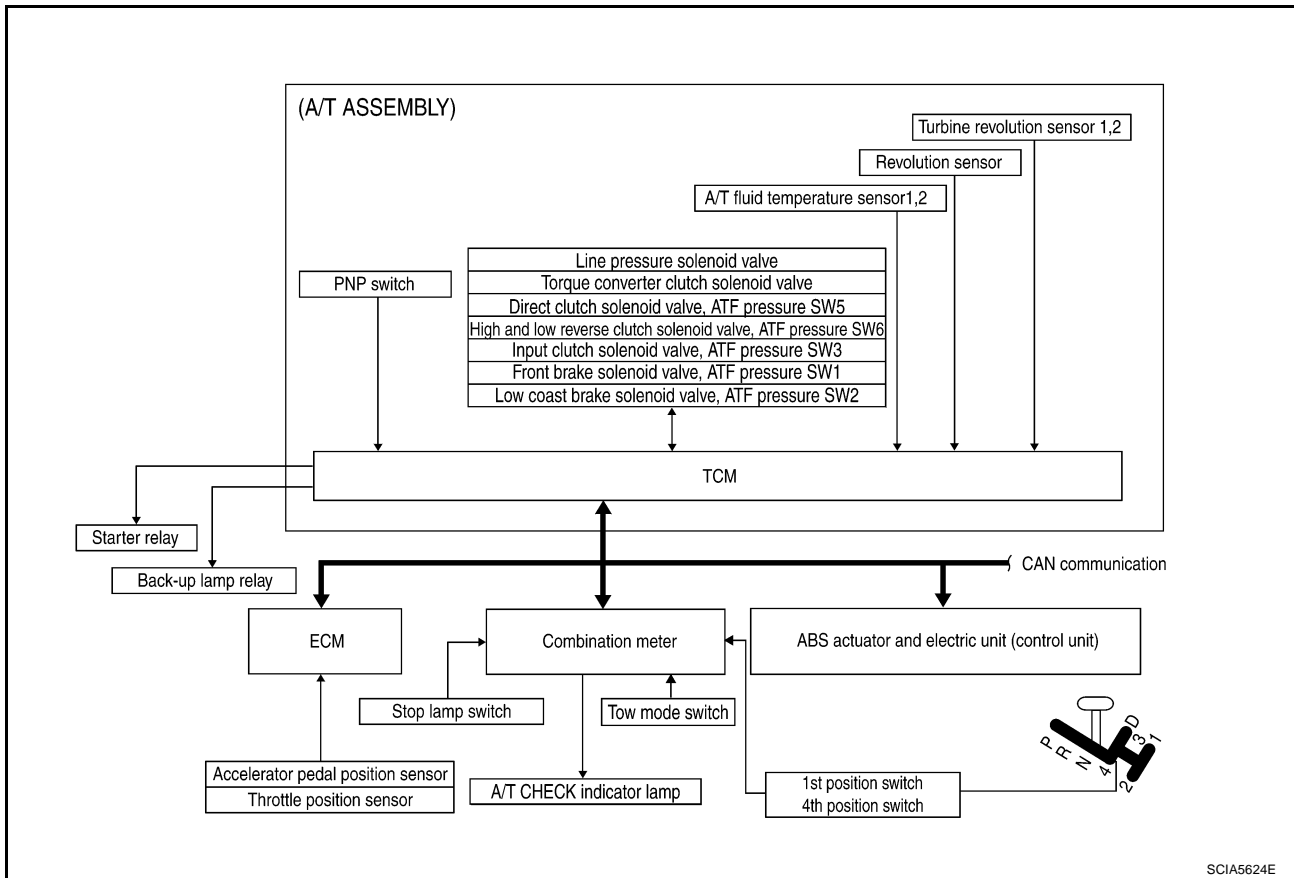 (A/T ASSEMBLY)
Turbine revolution sensor 1,2
Revolution sensor
A/T fluid temperature sensor1,2
Line pressure solenoid valve
Torque converter clutch solenoid valve
PNP switch
Direct clutch solenoid valve, ATF pressure SW5
High and low reverse clutch solenoid valve, ATF pressure SW6
Input clutch solenoid valve, ATF pressure SW3
Front brake solenoid valve, ATF pressure SW1
Low coast brake solenoid valve, ATF pressure SW2
TCM
Starter relay
Back-up lamp relay
CAN communication
ECM
Combination meter
ABS actuator and electric unit (control unit)
Stop lamp switch
Tow mode switch
P R N 4 3 D
2 1
Accelerator pedal position sensor
Throttle position sensor
A/T CHECK indicator lamp
1st position switch
4th position switch
SCIA5624E